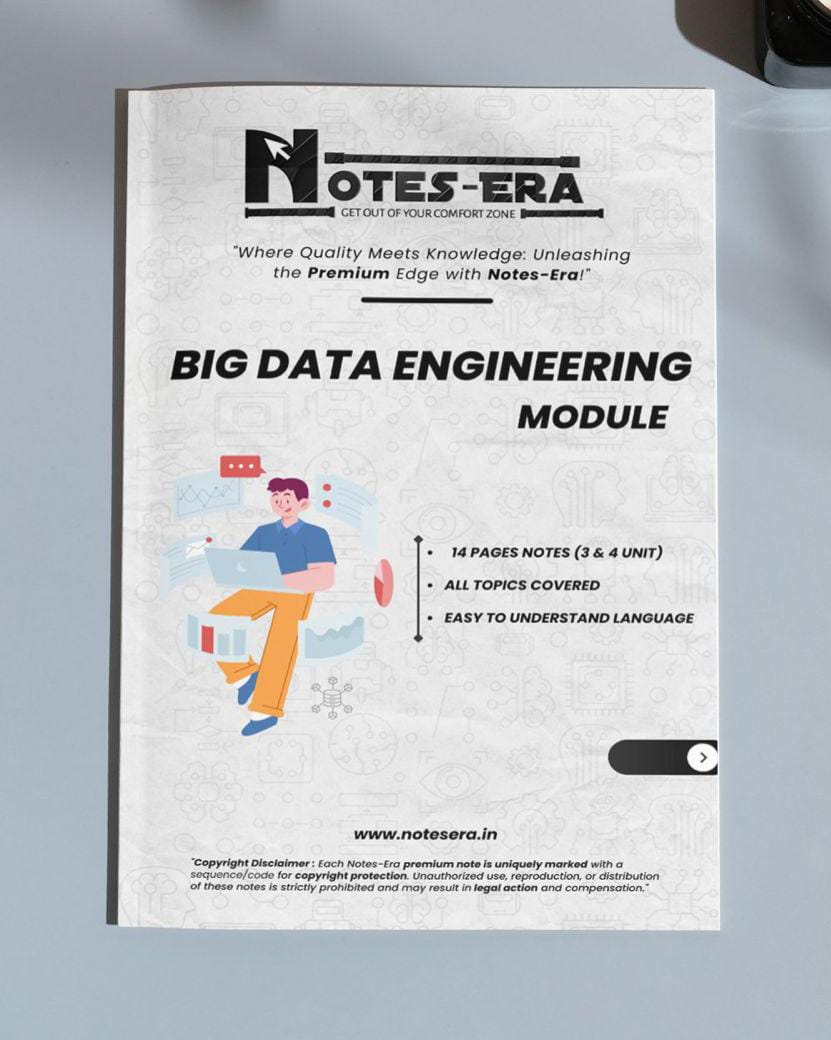 NOTES-ERA
GET OUT OF YOUR COMFORT ZONE
"Where Quality Meets Knowledge: Unleashing
the Premium Edge with Notes-Era!"
BIG DATA ENGINEERING
MODULE
• 14 PAGES NOTES (3 & 4 UNIT)
• ALL TOPICS COVERED
• EASY TO UNDERSTAND LANGUAGE
www.notesera.in
"Copyright Disclaimer : Each Notes-Era premium note is uniquely marked with a
sequence/code for copyright protection. Unauthorized use, reproduction, or distribution
of these notes is strictly prohibited and may result in legal action and compensation."